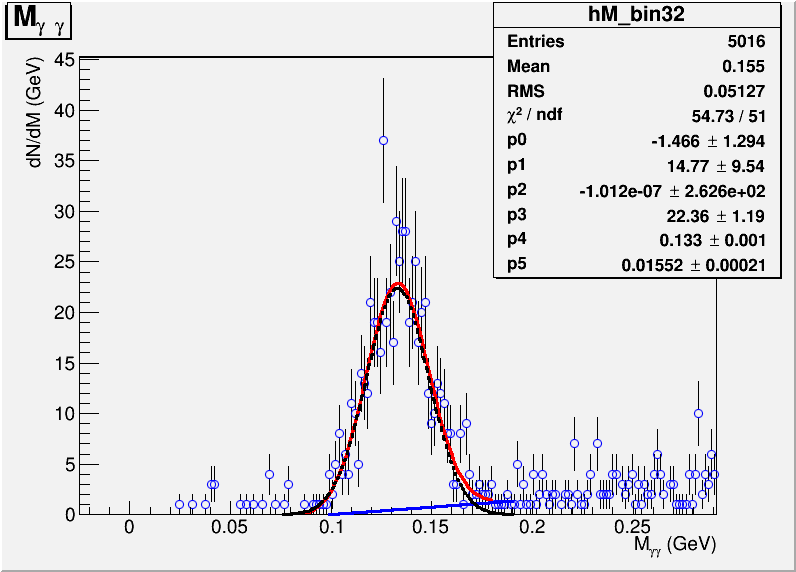 M γ γ
hM_bin32
Entries 5016
Mean 0.155
RMS 0.05127
χ² / ndf 54.73 / 51
p0 -1.466 ± 1.294
p1 14.77 ± 9.54
p2 -1.012e-07 ± 2.626e+02
p3 22.36 ± 1.19
p4 0.133 ± 0.001
p5 0.01552 ± 0.00021
dN/dM (GeV)
45
40
35
30
25
20
15
10
5
0
0 0.05 0.1 0.15 0.2 0.25
Mγγ (GeV)